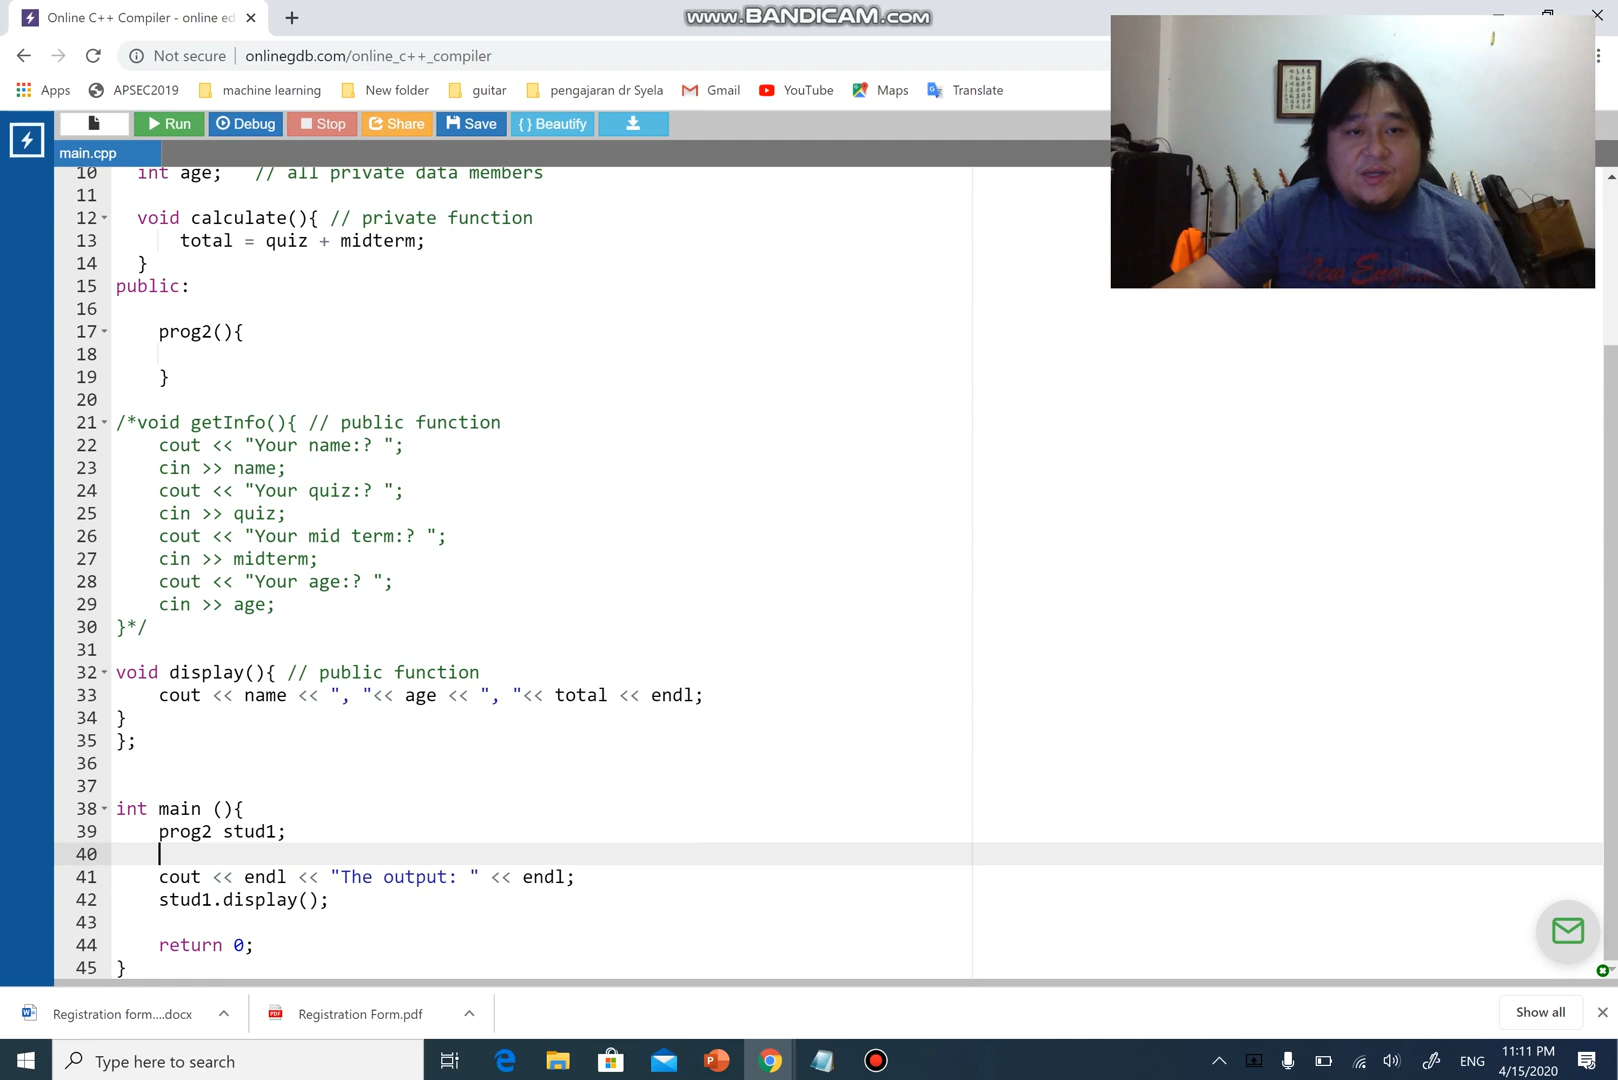 Online C++ Compiler - online ed
www.BANDICAM.com
Not secure
onlinegdb.com/online_c++_compiler
Apps
APSEC2019
machine learning
New folder
guitar
pengajaran dr Syela
Gmail
YouTube
Maps
Translate
Run
Debug
Stop
Share
Save
{ } Beautify
main.cpp
10 int age; // all private data members
11
12 void calculate(){ // private function
13 total = quiz + midterm;
14 }
15 public:
16
17 prog2(){
18
19 }
20
21 /*void getInfo(){ // public function
22 cout << "Your name:? ";
23 cin >> name;
24 cout << "Your quiz:? ";
25 cin >> quiz;
26 cout << "Your mid term:? ";
27 cin >> midterm;
28 cout << "Your age:? ";
29 cin >> age;
30 }*/
31
32 void display(){ // public function
33 cout << name << ", "<< age << ", "<< total << endl;
34 }
35 };
36
37
38 int main (){
39 prog2 stud1;
40
41 cout << endl << "The output: " << endl;
42 stud1.display();
43
44 return 0;
45 }
Registration form....docx
PDF
Registration Form.pdf
Show all
Type here to search
ENG
11:11 PM
4/15/2020